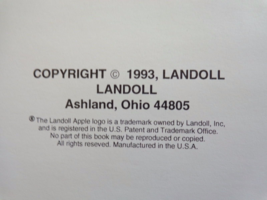 COPYRIGHT © 1993, LANDOLL
LANDOLL
Ashland, Ohio 44805
® The Landoll Apple logo is a trademark owned by Landoll, Inc,
and is registered in the U.S. Patent and Trademark Office.
No part of this book may be reproduced or copied.
All rights reseved. Manufactured in the U.S.A.